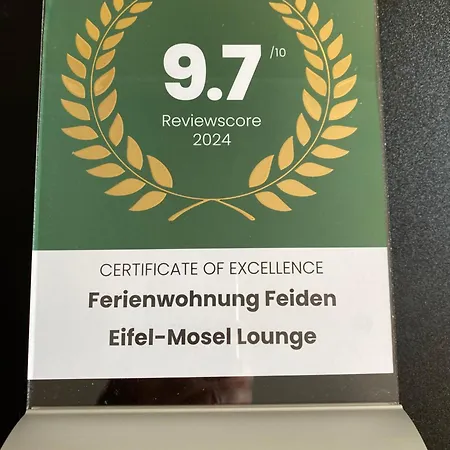 9.7 /10
Reviewscore
2024
CERTIFICATE OF EXCELLENCE
Ferienwohnung Feiden
Eifel-Mosel Lounge